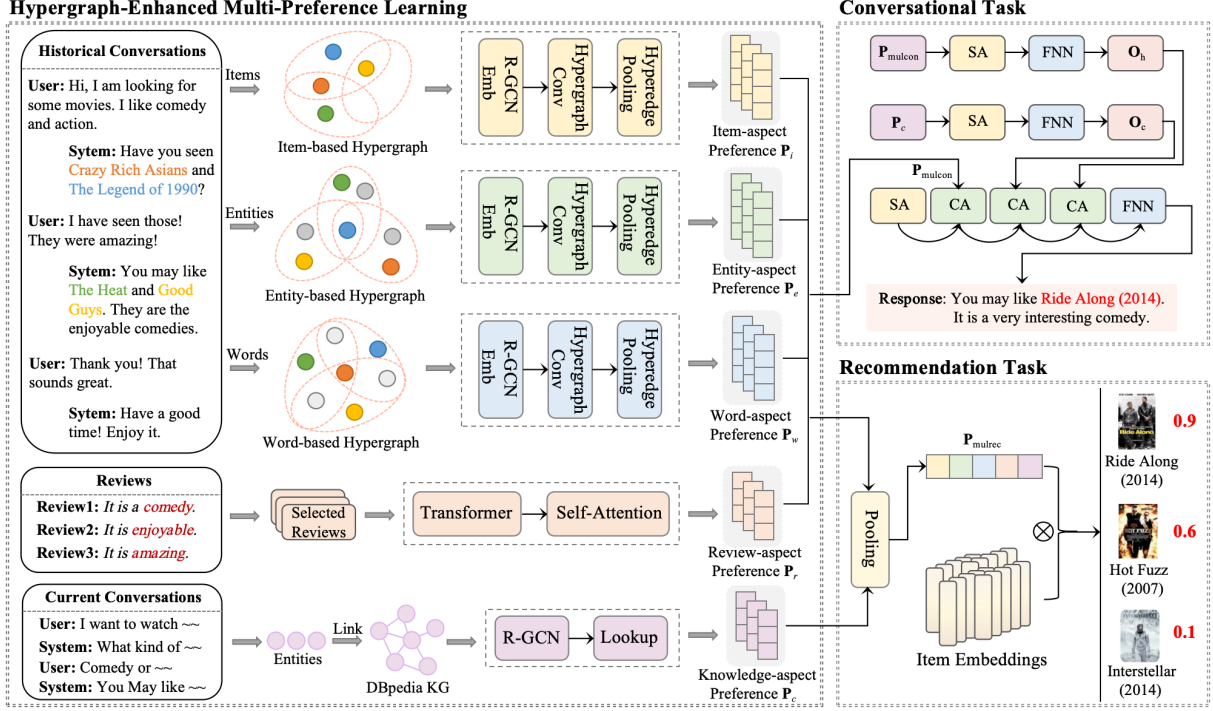 Hypergraph-Enhanced Multi-Preference Learning
Historical Conversations
User: Hi, I am looking for
some movies. I like comedy
and action.
Sytem: Have you seen
Crazy Rich Asians and
The Legend of 1990?
User: I have seen those!
They were amazing!
Sytem: You may like
The Heat and Good
Guys. They are the
enjoyable comedies.
User: Thank you! That
sounds great.
Sytem: Have a good
time! Enjoy it.
Items
Item-based Hypergraph
R-GCN
Emb
Hypergraph
Conv
Hyperedge
Pooling
Item-aspect
Preference P_i
Entities
Entity-based Hypergraph
R-GCN
Emb
Hypergraph
Conv
Hyperedge
Pooling
Entity-aspect
Preference P_e
Words
Word-based Hypergraph
R-GCN
Emb
Hypergraph
Conv
Hyperedge
Pooling
Word-aspect
Preference P_w
Reviews
Review1: It is a comedy.
Review2: It is enjoyable.
Review3: It is amazing.
Selected
Reviews
Transformer
Self-Attention
Review-aspect
Preference P_r
Current Conversations
User: I want to watch ~~
System: What kind of ~~
User: Comedy or ~~
System: You May like ~~
Entities
Link
DBpedia KG
R-GCN
Lookup
Knowledge-aspect
Preference P_c
Conversational Task
P_mulcon
SA
FNN
O_h
P_c
SA
FNN
O_c
P_mulcon
SA
CA
CA
CA
FNN
Response: You may like Ride Along (2014).
It is a very interesting comedy.
Recommendation Task
Pooling
P_mulrec
Item Embeddings
Ride Along
0.9
Ride Along
(2014)
HOT FUZZ
0.6
Hot Fuzz
(2007)
0.1
Interstellar
(2014)